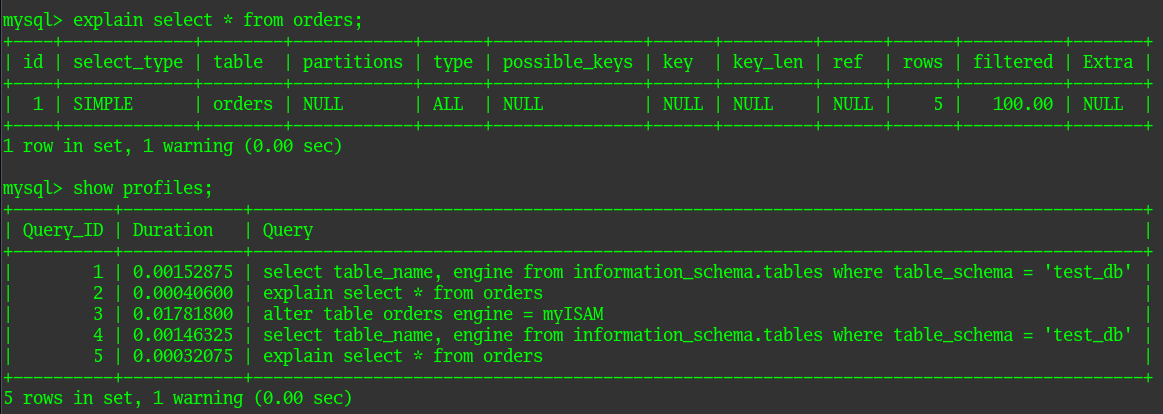 mysql> explain select * from orders;
+----+-------------+--------+------------+------+---------------+------+---------+------+------+----------+-------+
| id | select_type | table  | partitions | type | possible_keys | key  | key_len | ref  | rows | filtered | Extra |
+----+-------------+--------+------------+------+---------------+------+---------+------+------+----------+-------+
|  1 | SIMPLE      | orders | NULL       | ALL  | NULL          | NULL | NULL    | NULL |    5 |   100.00 | NULL  |
+----+-------------+--------+------------+------+---------------+------+---------+------+------+----------+-------+
1 row in set, 1 warning (0.00 sec)

mysql> show profiles;
+----------+------------+-----------------------------------------------------------------------------------------+
| Query_ID | Duration   | Query                                                                                   |
+----------+------------+-----------------------------------------------------------------------------------------+
|        1 | 0.00152875 | select table_name, engine from information_schema.tables where table_schema = 'test_db' |
|        2 | 0.00040600 | explain select * from orders                                                            |
|        3 | 0.01781800 | alter table orders engine = myISAM                                                      |
|        4 | 0.00146325 | select table_name, engine from information_schema.tables where table_schema = 'test_db' |
|        5 | 0.00032075 | explain select * from orders                                                            |
+----------+------------+-----------------------------------------------------------------------------------------+
5 rows in set, 1 warning (0.00 sec)